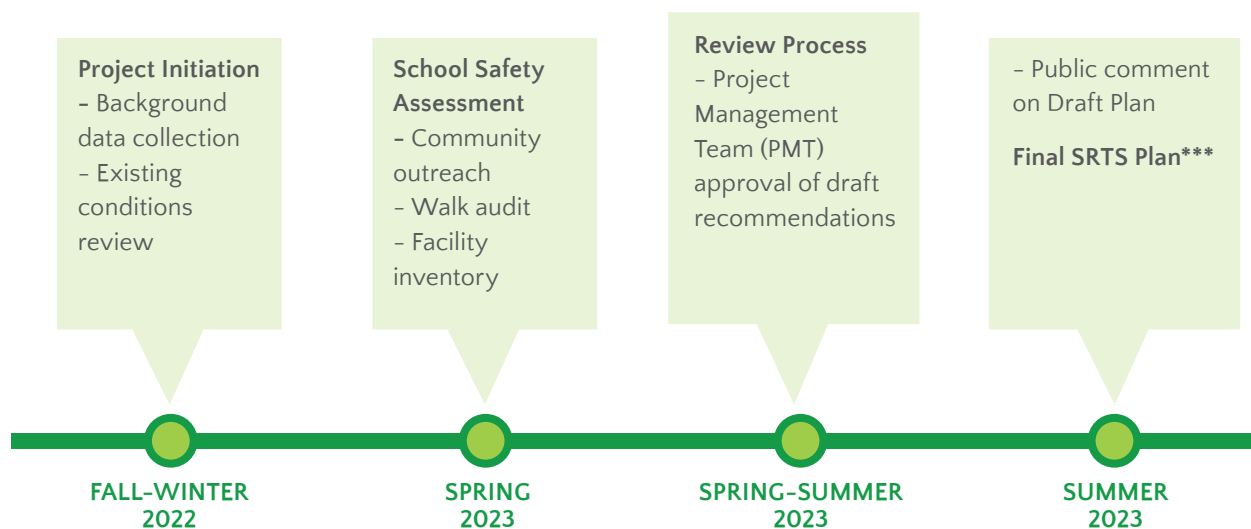 Project Initiation
- Background
data collection
- Existing
conditions
review
School Safety
Assessment
- Community
outreach
- Walk audit
- Facility
inventory
Review Process
- Project
Management
Team (PMT)
approval of draft
recommendations
- Public comment
on Draft Plan
Final SRTS Plan***
FALL-WINTER
2022
SPRING
2023
SPRING-SUMMER
2023
SUMMER
2023